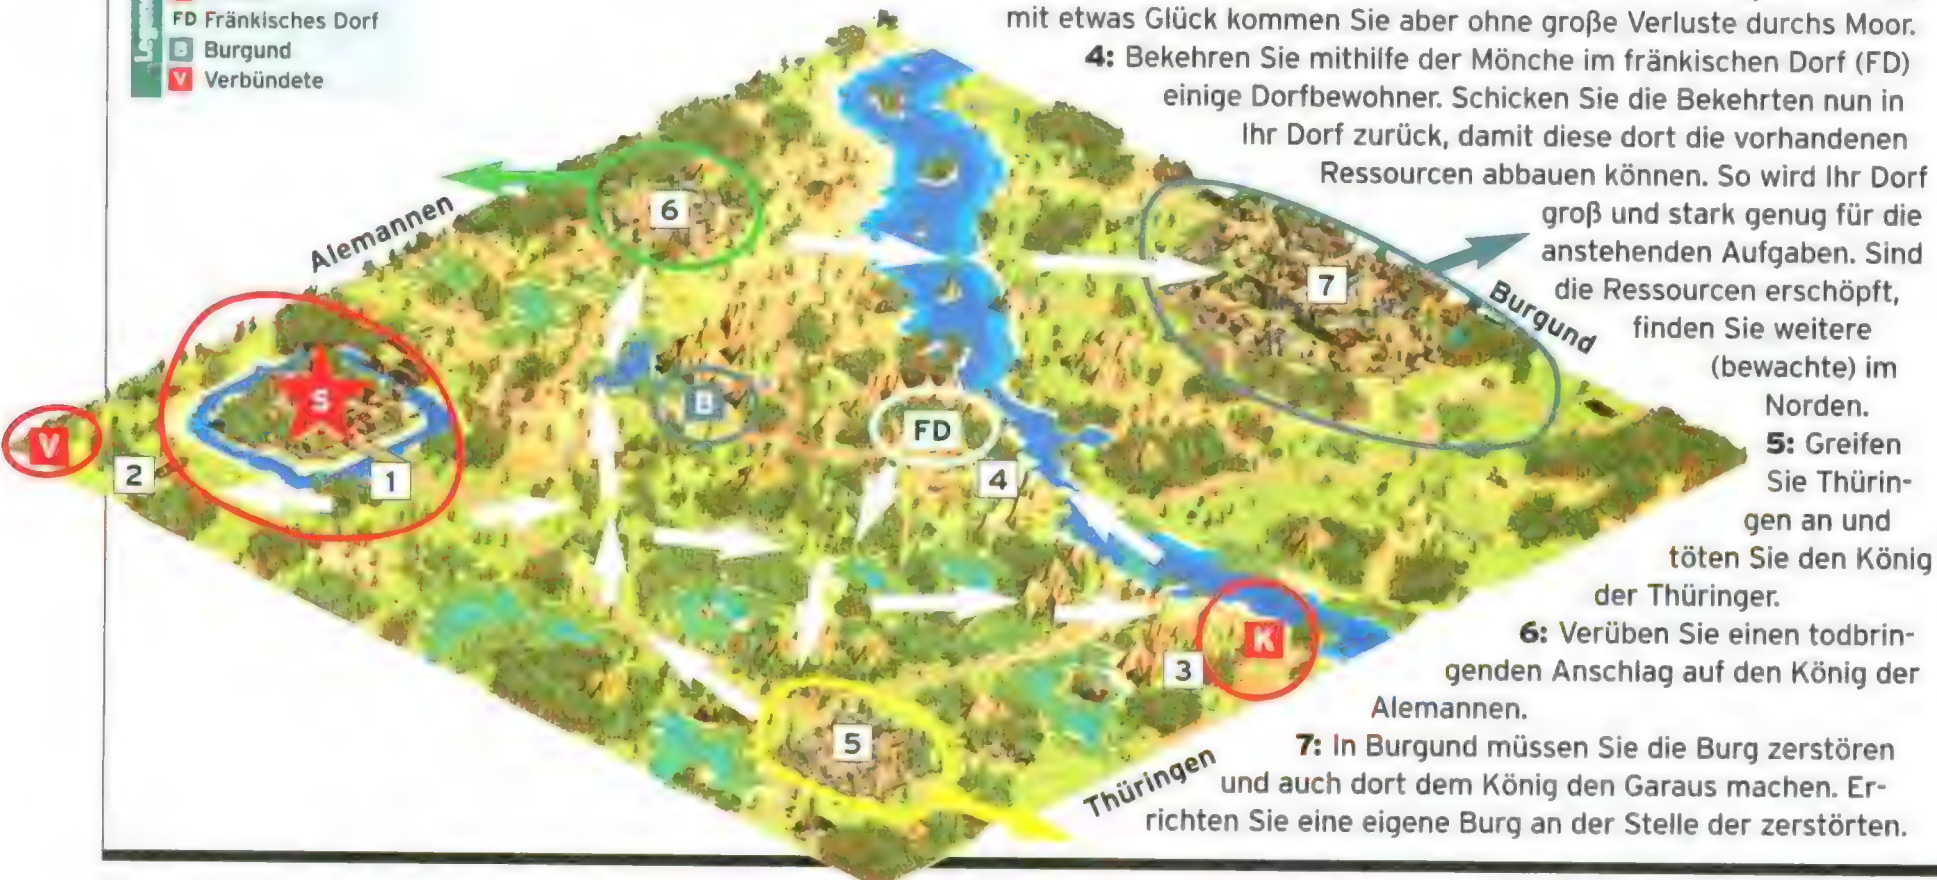 FD Fränkisches Dorf
B Burgund
V Verbündete
mit etwas Glück kommen Sie aber ohne große Verluste durchs Moor.
4: Bekehren Sie mithilfe der Mönche im fränkischen Dorf (FD)
einige Dorfbewohner. Schicken Sie die Bekehrten nun in
Ihr Dorf zurück, damit diese dort die vorhandenen
Ressourcen abbauen können. So wird Ihr Dorf
groß und stark genug für die
anstehenden Aufgaben. Sind
die Ressourcen erschöpft,
finden Sie weitere
(bewachte) im
Norden.
5: Greifen
Sie Thürin-
gen an und
töten Sie den König
der Thüringer.
6: Verüben Sie einen todbrin-
genden Anschlag auf den König der
Alemannen.
7: In Burgund müssen Sie die Burg zerstören
und auch dort dem König den Garaus machen. Er-
richten Sie eine eigene Burg an der Stelle der zerstörten.
Alemannen
6
7
Burgund
S
V
2
1
B
FD
4
K
3
5
Thüringen